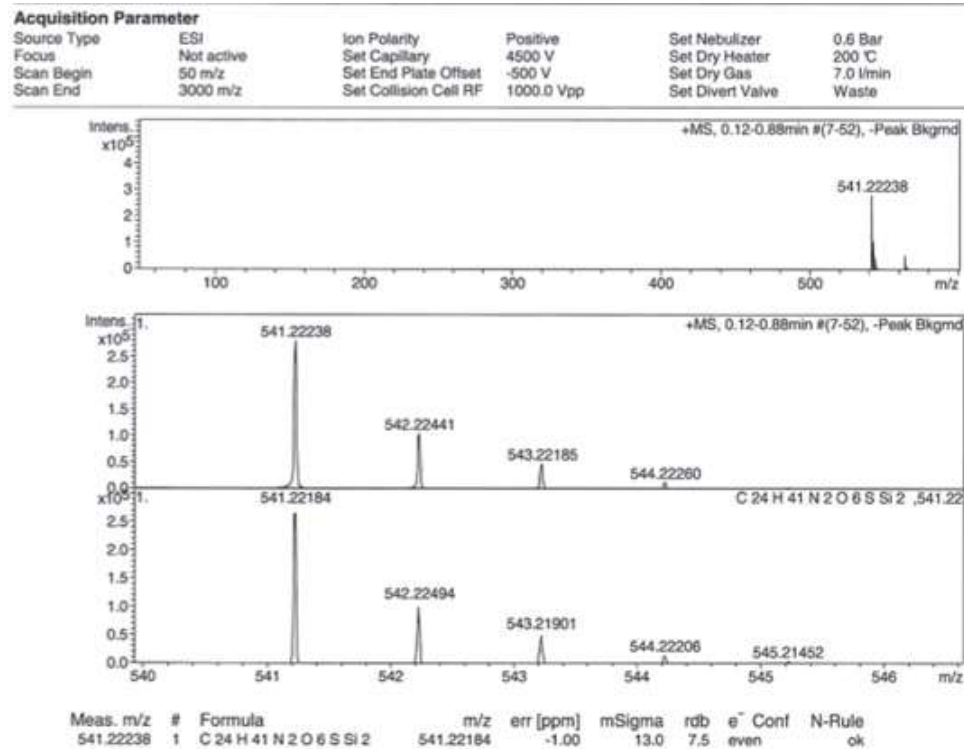 Acquisition Parameter
Source Type ESI Ion Polarity Positive Set Nebulizer 0.6 Bar
Focus Not active Set Capillary 4500 V Set Dry Heater 200 °C
Scan Begin 50 m/z Set End Plate Offset -500 V Set Dry Gas 7.0 l/min
Scan End 3000 m/z Set Collision Cell RF 1000.0 Vpp Set Divert Valve Waste
Intens. +MS, 0.12-0.88min #(7-52), -Peak Bkgrnd
x10⁵
4
3 541.22238
2
1
0
100 200 300 400 500 m/z
Intens. 1. +MS, 0.12-0.88min #(7-52), -Peak Bkgrnd
x10⁵ 541.22238
2.5
2.0
1.5 542.22441
1.0 543.22185
0.5 544.22260
0.0
x10⁵ 1. 541.22184 C 24 H 41 N 2 O 6 S Si 2 ,541.22
2.5
2.0
1.5 542.22494
1.0 543.21901
0.5 544.22206 545.21452
0.0
540 541 542 543 544 545 546 m/z
Meas. m/z # Formula m/z err [ppm] mSigma rdb e⁻ Conf N-Rule
541.22238 1 C 24 H 41 N 2 O 6 S Si 2 541.22184 -1.00 13.0 7.5 even ok